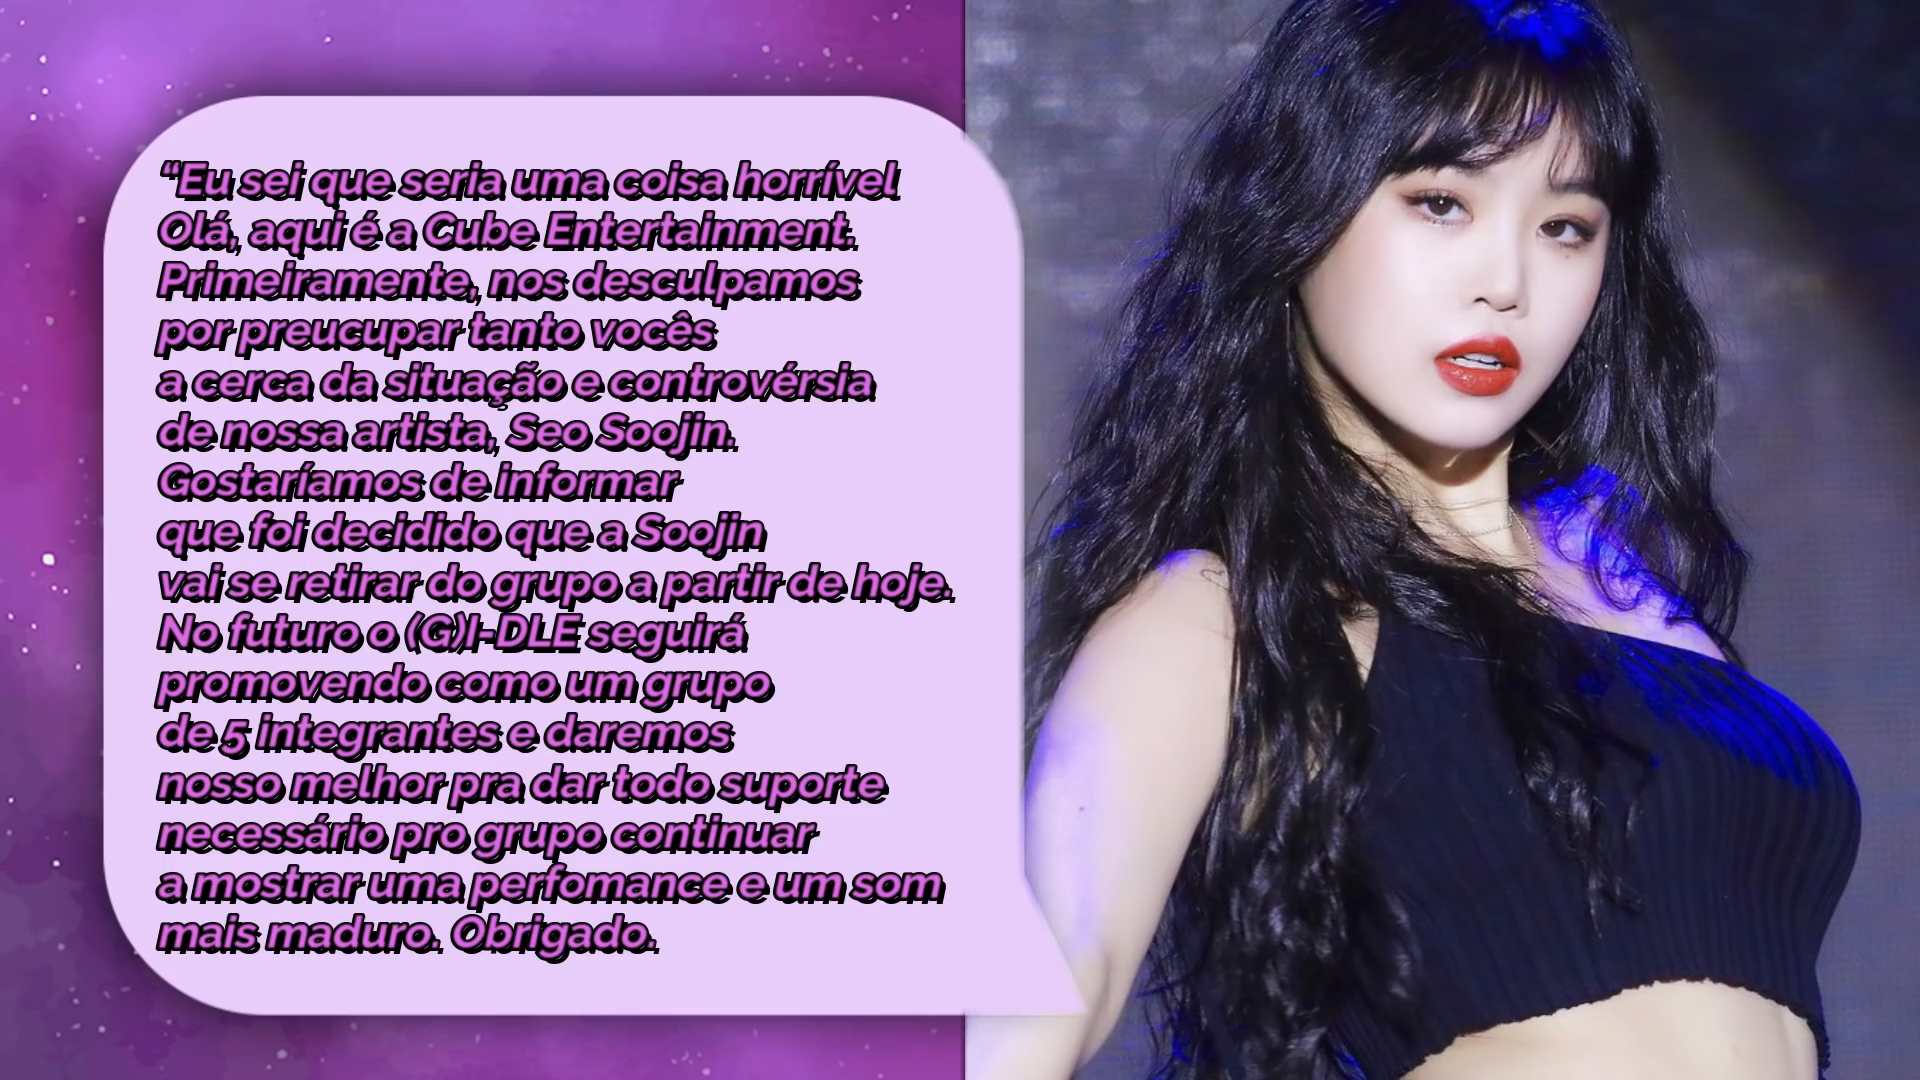 “Eu sei que seria uma coisa horrível
Olá, aqui é a Cube Entertainment.
Primeiramente, nos desculpamos
por preucupar tanto vocês
a cerca da situação e controvérsia
de nossa artista, Seo Soojin.
Gostaríamos de informar
que foi decidido que a Soojin
vai se retirar do grupo a partir de hoje.
No futuro o (G)I-DLE seguirá
promovendo como um grupo
de 5 integrantes e daremos
nosso melhor pra dar todo suporte
necessário pro grupo continuar
a mostrar uma perfomance e um som
mais maduro. Obrigado.